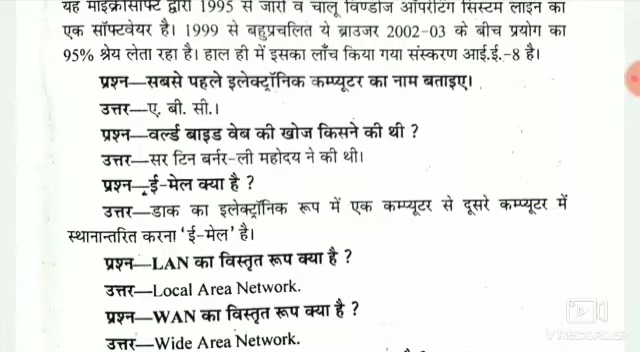 यह माइक्रोसॉफ्ट द्वारा 1995 से जारी व चालू विण्डोज ऑपरेटिंग सिस्टम लाइन का
एक सॉफ्टवेयर है। 1999 से बहुप्रचलित ये ब्राउजर 2002-03 के बीच प्रयोग का
95% श्रेय लेता रहा है। हाल ही में इसका लाँच किया गया संस्करण आई.ई.-8 है।
प्रश्न—सबसे पहले इलेक्ट्रॉनिक कम्प्यूटर का नाम बताइए।
उत्तर—ए. बी. सी.।
प्रश्न—वर्ल्ड बाइड वेब की खोज किसने की थी ?
उत्तर—सर टिन बर्नर-ली महोदय ने की थी।
प्रश्न—ई-मेल क्या है ?
उत्तर—डाक का इलेक्ट्रॉनिक रूप में एक कम्प्यूटर से दूसरे कम्प्यूटर में
स्थानान्तरित करना 'ई-मेल' है।
प्रश्न—LAN का विस्तृत रूप क्या है ?
उत्तर—Local Area Network.
प्रश्न—WAN का विस्तृत रूप क्या है ?
उत्तर—Wide Area Network.
V RECORDER